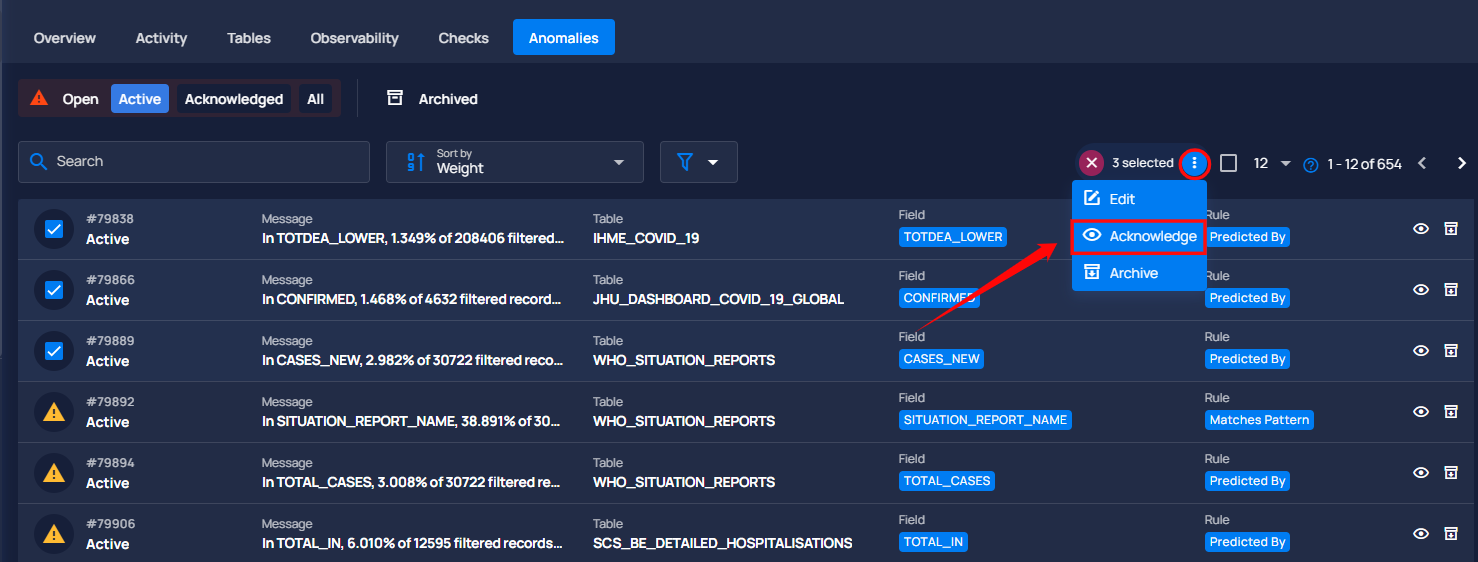 Overview Activity Tables Observability Checks Anomalies
Open Active Acknowledged All Archived
Search
Sort by
Weight
3 selected 12 1 - 12 of 654
Edit
Acknowledge
Archive
#79838 Message Table Field Rule
Active In TOTDEA_LOWER, 1.349% of 208406 filtered... IHME_COVID_19 TOTDEA_LOWER Predicted By
#79866 Message Table
Active In CONFIRMED, 1.468% of 4632 filtered record... JHU_DASHBOARD_COVID_19_GLOBAL CONFIRMED Predicted By
#79889 Message Table Field Rule
Active In CASES_NEW, 2.982% of 30722 filtered reco... WHO_SITUATION_REPORTS CASES_NEW Predicted By
#79892 Message Table Field Rule
Active In SITUATION_REPORT_NAME, 38.891% of 30... WHO_SITUATION_REPORTS SITUATION_REPORT_NAME Matches Pattern
#79894 Message Table Field Rule
Active In TOTAL_CASES, 3.008% of 30722 filtered re... WHO_SITUATION_REPORTS TOTAL_CASES Predicted By
#79906 Message Table Field Rule
Active In TOTAL_IN, 6.010% of 12595 filtered records... SCS_BE_DETAILED_HOSPITALISATIONS TOTAL_IN Predicted By